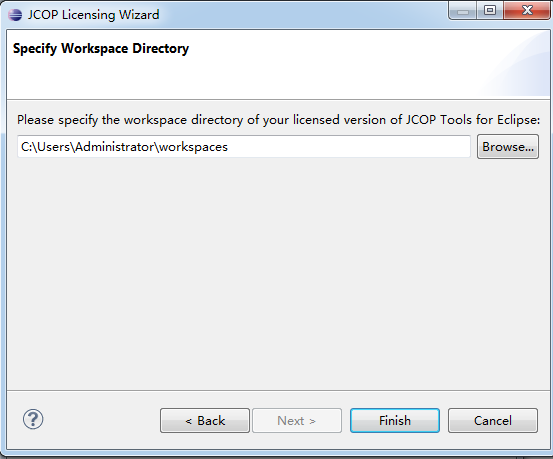 JCOP Licensing Wizard
Specify Workspace Directory
Please specify the workspace directory of your licensed version of JCOP Tools for Eclipse:
C:\Users\Administrator\workspaces
Browse...
?
< Back
Next >
Finish
Cancel